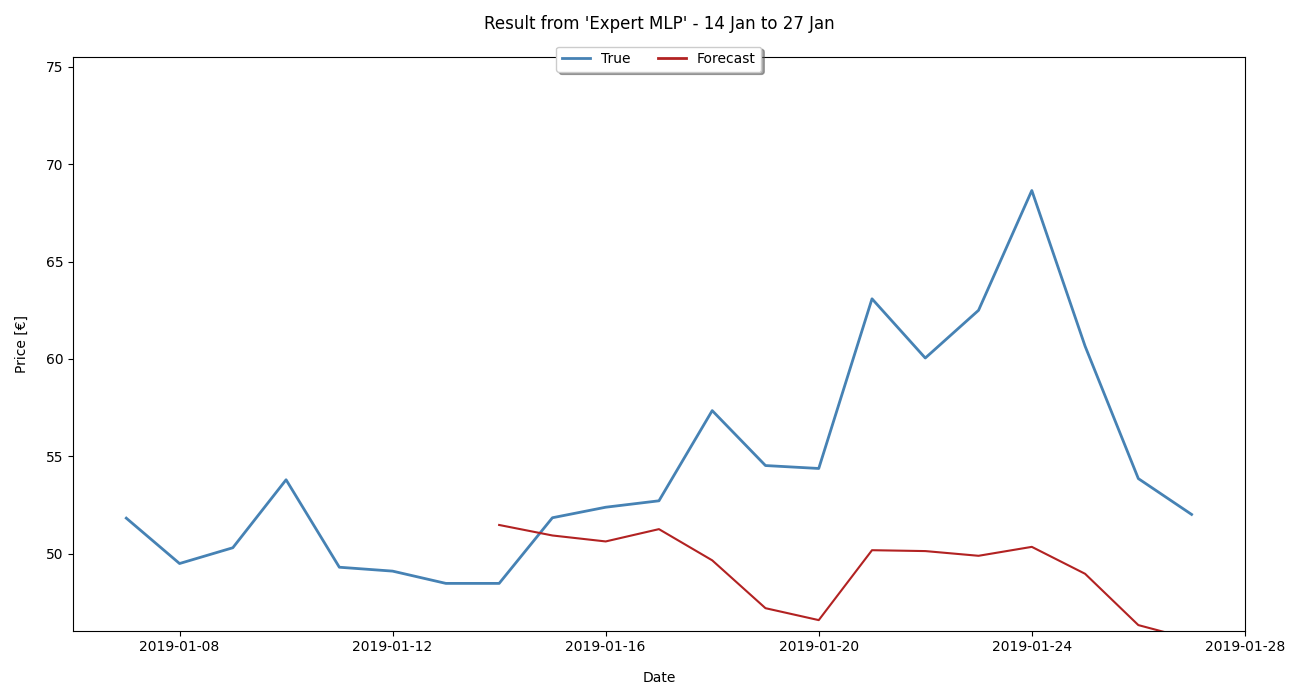 Result from 'Expert MLP' - 14 Jan to 27 Jan
True Forecast
75
70
65
60
55
50
Price [€]
2019-01-08 2019-01-12 2019-01-16 2019-01-20 2019-01-24 2019-01-28
Date